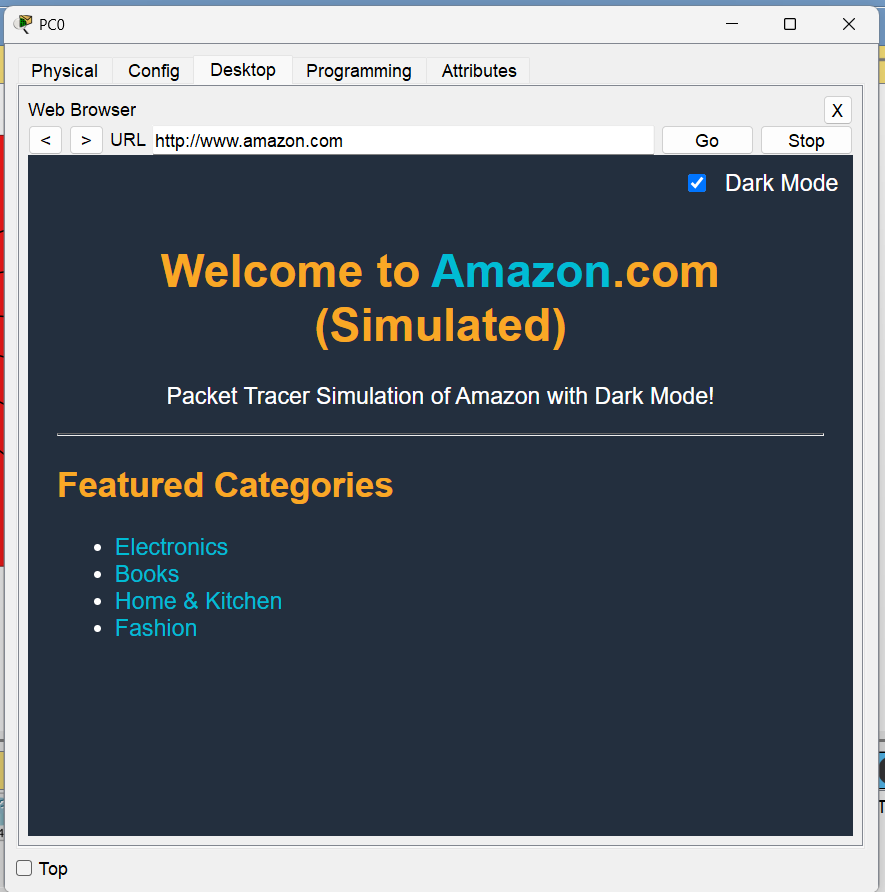 PC0
Physical Config Desktop Programming Attributes
Web Browser X
< > URL http://www.amazon.com Go Stop
Dark Mode
Welcome to Amazon.com
(Simulated)
Packet Tracer Simulation of Amazon with Dark Mode!
Featured Categories
Electronics
Books
Home & Kitchen
Fashion
Top